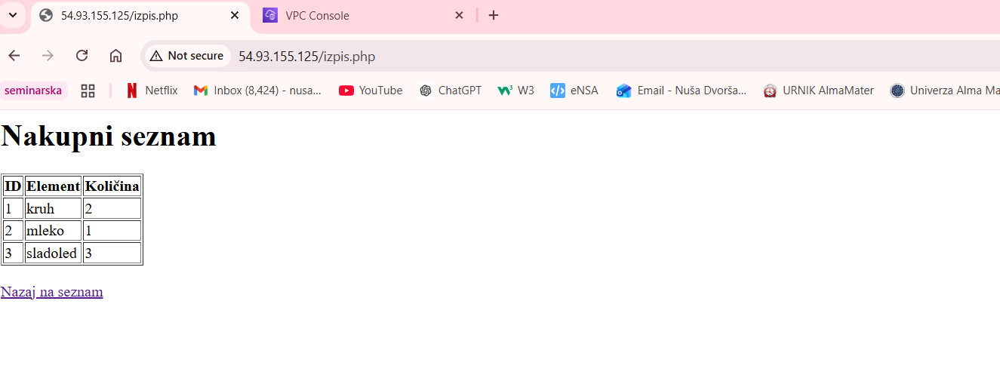 54.93.155.125/izpis.php
VPC Console
Not secure 54.93.155.125/izpis.php
seminarska Netflix Inbox (8,424) - nusa... YouTube ChatGPT W3 eNSA Email - Nuša Dvorša... URNIK AlmaMater Univerza Alma Ma
Nakupni seznam
ID Element Količina
1 kruh 2
2 mleko 1
3 sladoled 3
Nazaj na seznam